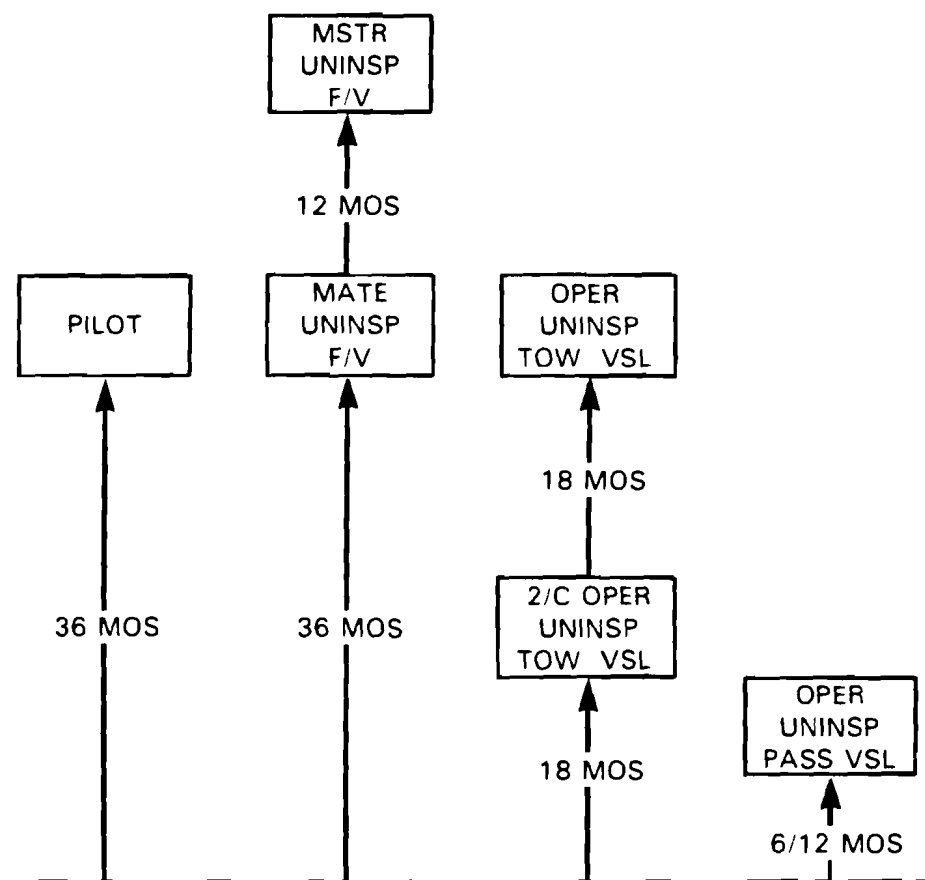 MSTR
UNINSP
F/V
12 MOS
PILOT
MATE
UNINSP
F/V
OPER
UNINSP
TOW VSL
18 MOS
36 MOS
36 MOS
2/C OPER
UNINSP
TOW VSL
18 MOS
OPER
UNINSP
PASS VSL
6/12 MOS